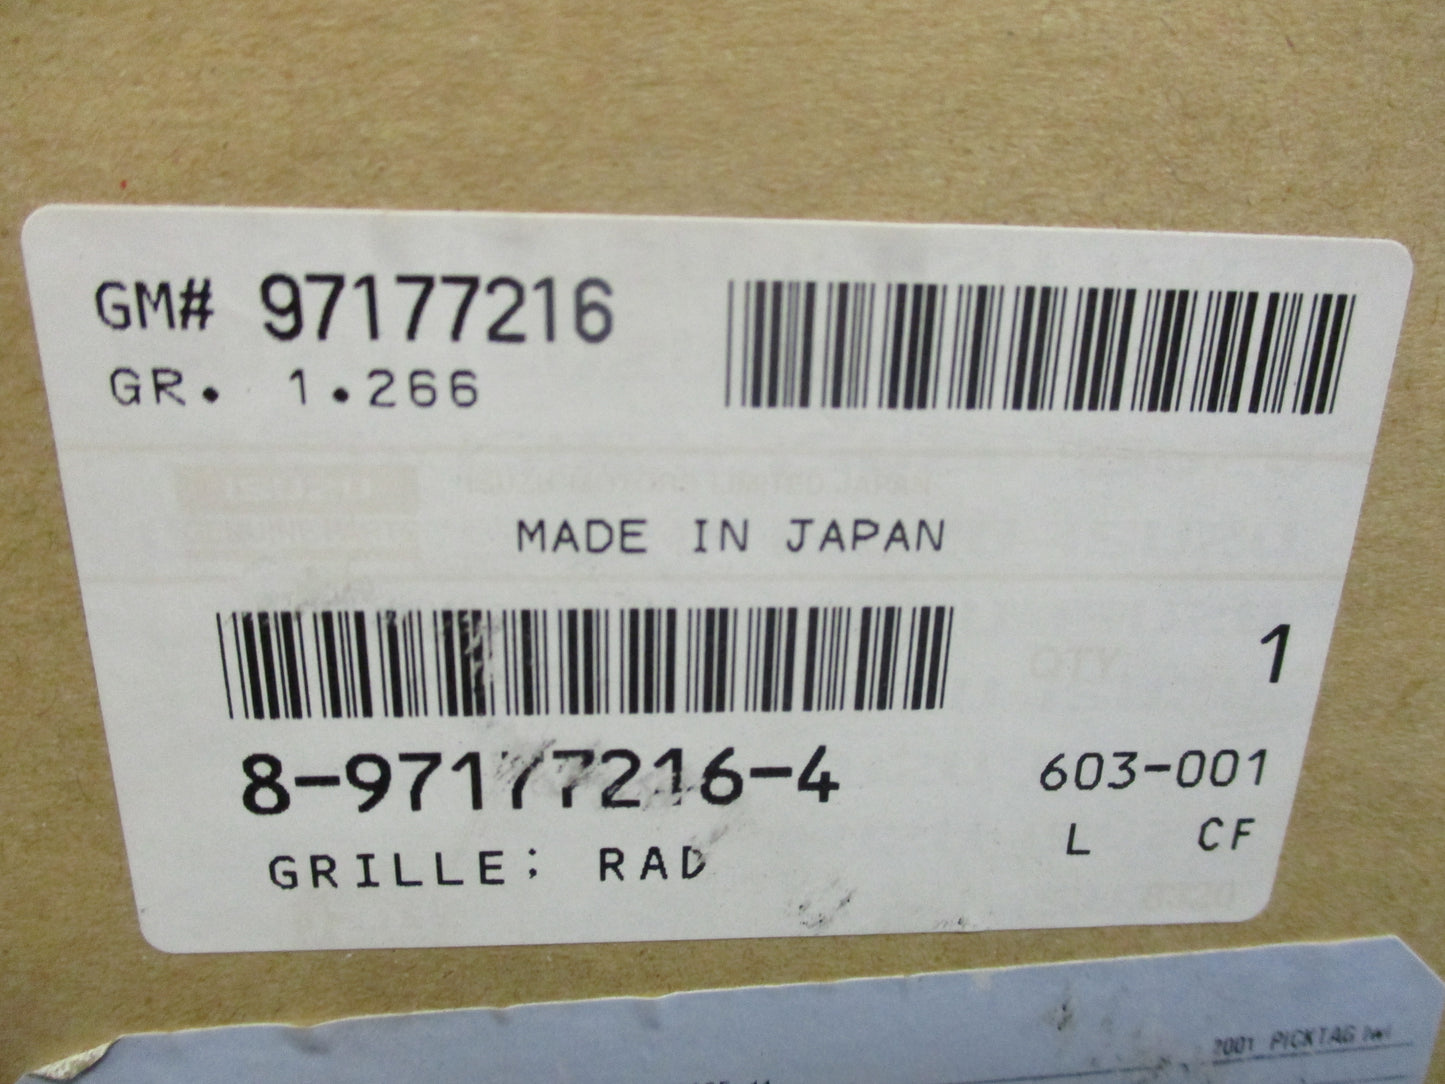 GM# 97177216
GR. 1.266
MADE IN JAPAN
1
8-97177216-4
603-001
GRILLE; RAD
L CF
2001 PICKTAG